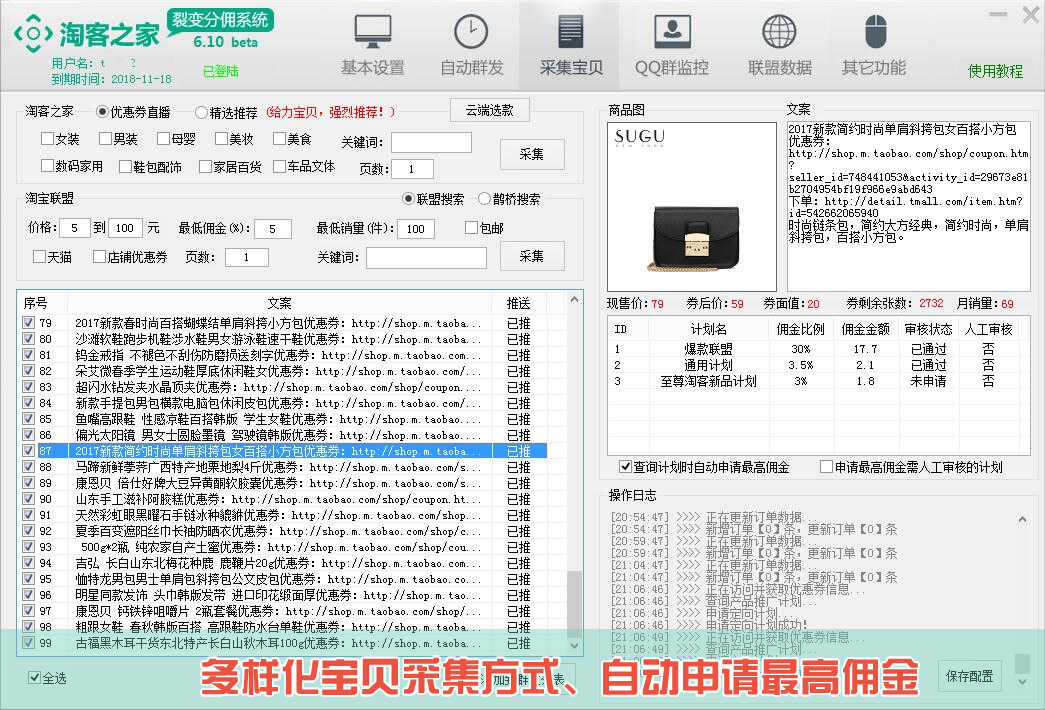 淘客之家
裂变分佣系统
6.10 beta
用户名: t ?
到期时间: 2018-11-18
已登陆
基本设置
自动群发
采集宝贝
QQ群监控
联盟数据
其它功能
使用教程
淘客之家 优惠券直播 精选推荐 (给力宝贝，强烈推荐！) 云端选款
女装 男装 母婴 美妆 美食 关键词:
数码家用 鞋包配饰 家居百货 车品文体 页数: 1
采集
淘宝联盟 联盟搜索 鹊桥搜索
价格: 5 到 100 元 最低佣金(%): 5 最低销量(件): 100 包邮
天猫 店铺优惠券 页数: 1 关键词: 采集
序号 文案 推送
79 2017新款春时尚百搭蝴蝶结单肩斜挎小方包优惠券: http://shop.m.taoba... 已推
80 沙滩软鞋跑步机鞋涉水鞋男女游泳鞋速干鞋优惠券: http://shop.m.taoba... 已推
81 钨金戒指 不褪色不刮伤防磨损送刻字优惠券: http://shop.m.taobao.com... 已推
82 朵艾微春季学生运动鞋厚底休闲鞋女优惠券: http://shop.m.taobao.com/... 已推
83 超闪水钻发夹水晶顶夹优惠券: http://shop.m.taobao.com/shop/coupon.... 已推
84 新款手提包男包横款电脑包休闲皮包优惠券: http://shop.m.taobao.com/... 已推
85 鱼嘴高跟鞋 性感凉鞋百搭韩版 学生女鞋优惠券: http://shop.m.taobao... 已推
86 偏光太阳镜 男女士圆脸墨镜 驾驶镜韩版优惠券: http://shop.m.taobao... 已推
87 2017新款简约时尚单肩斜挎包女百搭小方包优惠券: http://shop.m.taoba... 已推
88 马蹄新鲜荸荠广西特产地栗地梨4斤优惠券: http://shop.m.taobao.com/s... 已推
89 康恩贝 倍仕好牌大豆异黄酮软胶囊优惠券: http://shop.m.taobao.com/s... 已推
90 山东手工滋补阿胶糕优惠券: http://shop.m.taobao.com/shop/coupon.ht... 已推
91 天然彩虹眼黑曜石手链冰种貔貅优惠券: http://shop.m.taobao.com/shop... 已推
92 夏季百变遮阳丝巾长袖防晒衣优惠券: http://shop.m.taobao.com/shop/c... 已推
93 500g*2瓶 纯农家自产土蜜优惠券: http://shop.m.taobao.com/shop/cou... 已推
94 吉弘 长白山东北梅花种鹿 鹿鞭片20g优惠券: http://shop.m.taobao.co... 已推
95 恤特龙男包男士单肩包斜挎包公文皮包优惠券: http://shop.m.taobao.com... 已推
96 明星同款发饰 头巾韩版发带 进口印花缎面厚优惠券: http://shop.m.tao... 已推
97 康恩贝 钙铁锌咀嚼片 2瓶套餐优惠券: http://shop.m.taobao.com/shop/... 已推
98 粗跟女鞋 春秋韩版百搭 高跟鞋防水台单鞋优惠券: http://shop.m.taoba... 已推
99 古福黑木耳干货东北特产长白山秋木耳100g优惠券: http://shop.m.taoba... 已推
全选
商品图
SUGU
NEW YORK
文案
2017新款简约时尚单肩斜挎包女百搭小方包
优惠券:
http://shop.m.taobao.com/shop/coupon.htm
?
seller_id=748441053&activity_id=29673e81
b2704954bf19f966e9abd643
下单: http://detail.tmall.com/item.htm?
id=542662065940
时尚链条包，简约大方经典，简约时尚，单肩
斜挎包，百搭小方包。
现售价: 79 券后价: 59 券面值: 20 券剩余张数: 2732 月销量: 69
ID 计划名 佣金比例 佣金金额 审核状态 人工审核
1 爆款联盟 30% 17.7 已通过 否
2 通用计划 3.5% 2.1 已通过 否
3 至尊淘客新品计划 3% 1.8 未申请 否
查询计划时自动申请最高佣金 申请最高佣金需人工审核的计划
操作日志
[20:54:47] >>>> 正在更新订单数据...
[20:54:47] >>>> 新增订单【0】条，更新订单【0】条
[20:59:47] >>>> 正在更新订单数据...
[20:59:47] >>>> 新增订单【0】条，更新订单【0】条
[21:04:47] >>>> 正在更新订单数据...
[21:04:47] >>>> 新增订单【0】条，更新订单【0】条
[21:06:46] >>>> 正在访问并获取优惠券信息...
[21:06:46] >>>> 查询产品推广计划...
[21:06:46] >>>> 申请定向计划...
[21:06:46] >>>> 申请定向计划成功!
[21:06:49] >>>> 正在访问并获取优惠券信息...
[21:06:49] >>>> 查询产品推广计划...
保存配置
多样化宝贝采集方式、自动申请最高佣金